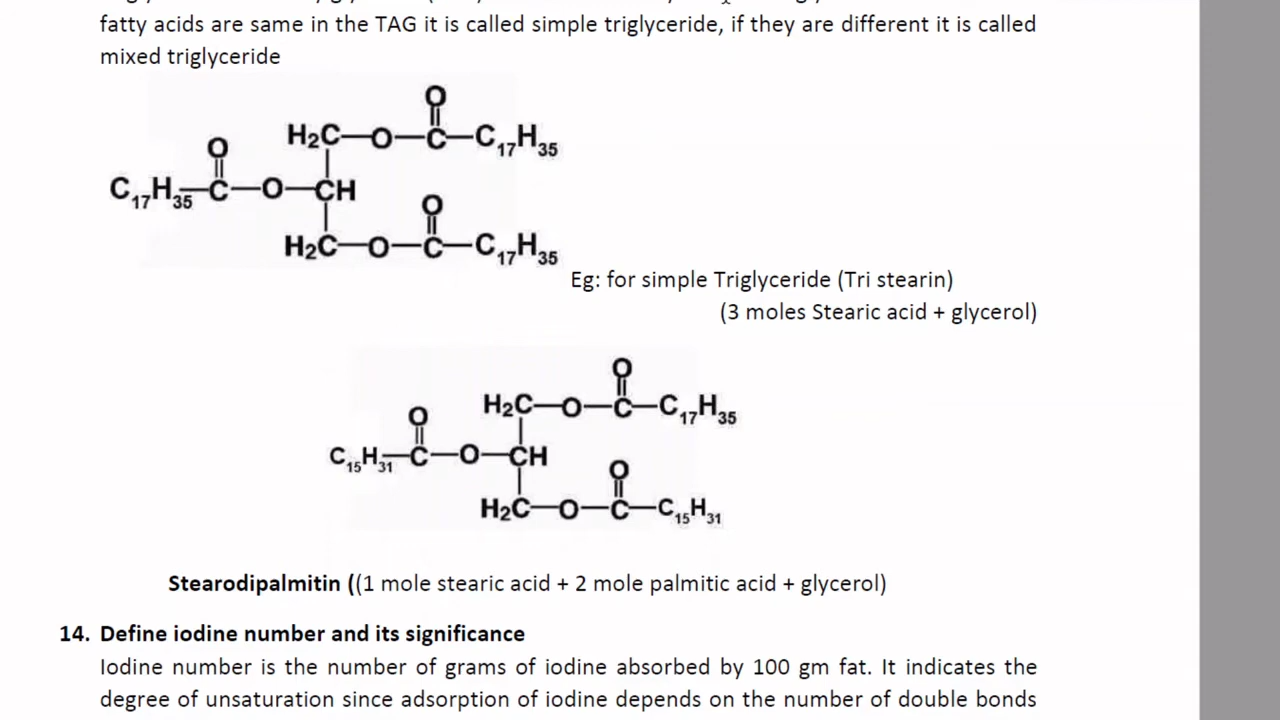 fatty acids are same in the TAG it is called simple triglyceride, if they are different it is called
mixed triglyceride
O
H2C—O—C—C17H35
O
C17H35—C—O—CH
O
H2C—O—C—C17H35
Eg: for simple Triglyceride (Tri stearin)
(3 moles Stearic acid + glycerol)
O
H2C—O—C—C17H35
O
C15H31—C—O—CH
O
H2C—O—C—C15H31
Stearodipalmitin ((1 mole stearic acid + 2 mole palmitic acid + glycerol)
14. Define iodine number and its significance
Iodine number is the number of grams of iodine absorbed by 100 gm fat. It indicates the
degree of unsaturation since adsorption of iodine depends on the number of double bonds